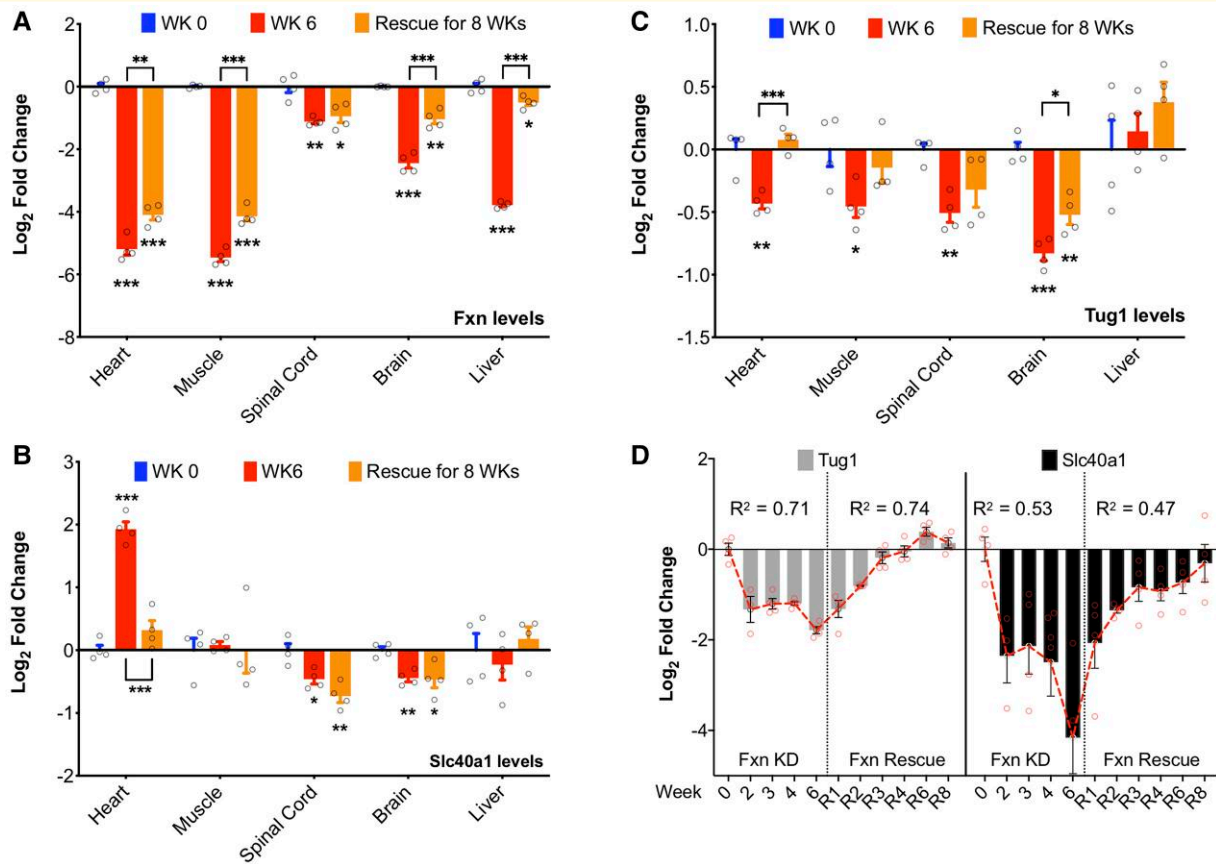 A
WK 0 WK 6 Rescue for 8 WKs
Log2 Fold Change
2
0
-2
-4
-6
-8
** *** *** ***
*** *** *** *** ** * *** ** *** *
Fxn levels
Heart Muscle Spinal Cord Brain Liver
B
WK 0 WK6 Rescue for 8 WKs
Log2 Fold Change
3
2
1
0
-1
-2
***
***
* ** ** *
Slc40a1 levels
Heart Muscle Spinal Cord Brain Liver
C
WK 0 WK 6 Rescue for 8 WKs
Log2 Fold Change
1.0
0.5
0.0
-0.5
-1.0
-1.5
*** *
** * ** *** **
Tug1 levels
Heart Muscle Spinal Cord Brain Liver
D
Tug1 Slc40a1
Log2 Fold Change
2
0
-2
-4
R² = 0.71 R² = 0.74 R² = 0.53 R² = 0.47
Fxn KD Fxn Rescue Fxn KD Fxn Rescue
Week 0 2 3 4 6 R1 R2 R3 R4 R6 R8 0 2 3 4 6 R1 R2 R3 R4 R6 R8